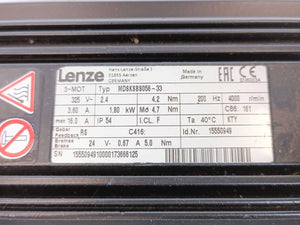 Lenze
Hans-Lenze-Straße 1
31855 Aerzen
GERMANY
EAC CE
3~MOT Typ MDSKSBS056-33
325 V~ 2.4 4.2 Nm 200 Hz 4000 r/min
3.60 A 1.80 kW Md 4.7 Nm C86: 161
max 16.0 A IP 54 I.CL. F Ta 40°C KTY
Geber
Feedback RS C416: Id.Nr. 15550949
Bremse
Brake 24 V 0.67 A 5.0 Nm
SN